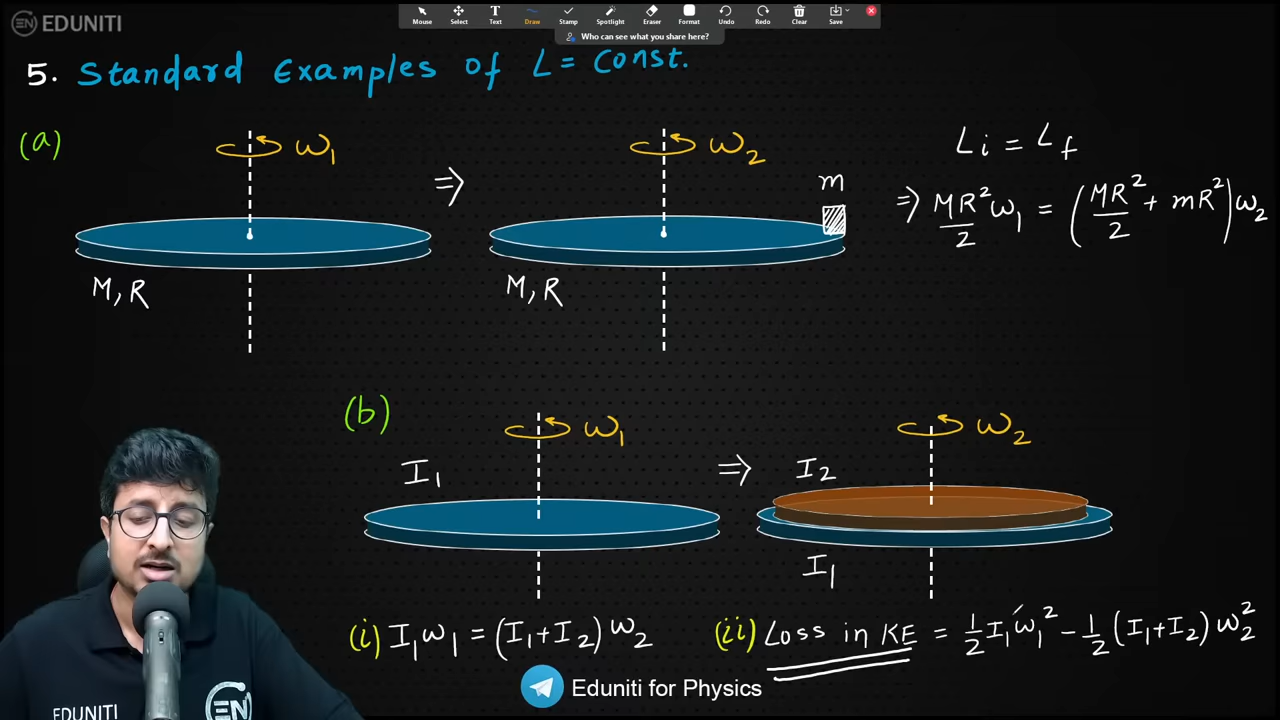 EDUNITI
Mouse Select Text Draw Stamp Spotlight Eraser Format Undo Redo Clear Save
Who can see what you share here?
5. Standard Examples of L = Const.
(a)
ω₁
⇒
ω₂
m
M, R
M, R
Li = Lf
⇒ MR²/2 ω₁ = (MR²/2 + mR²) ω₂
(b)
ω₁
I₁
⇒
ω₂
I₂
I₁
(i) I₁ω₁ = (I₁+I₂) ω₂
(ii) Loss in KE = 1/2 I₁ω₁² − 1/2 (I₁+I₂) ω₂²
Eduniti for Physics
EDUNITI
EN